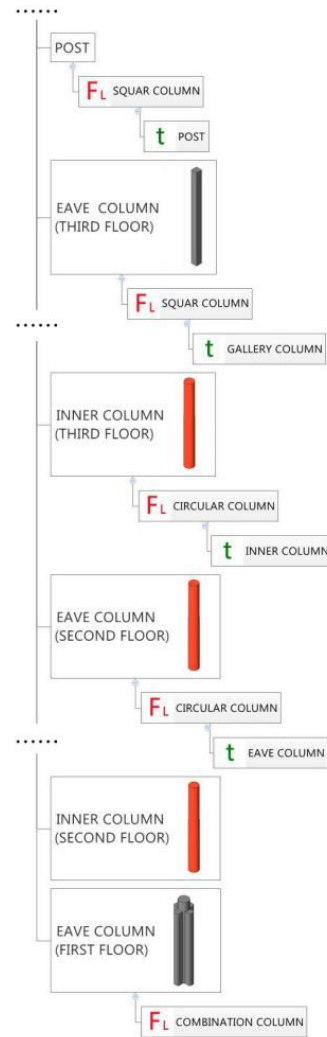 ......
POST
FL SQUAR COLUMN
t POST
EAVE COLUMN
(THIRD FLOOR)
FL SQUAR COLUMN
t GALLERY COLUMN
......
INNER COLUMN
(THIRD FLOOR)
FL CIRCULAR COLUMN
t INNER COLUMN
EAVE COLUMN
(SECOND FLOOR)
FL CIRCULAR COLUMN
t EAVE COLUMN
......
INNER COLUMN
(SECOND FLOOR)
EAVE COLUMN
(FIRST FLOOR)
FL COMBINATION COLUMN